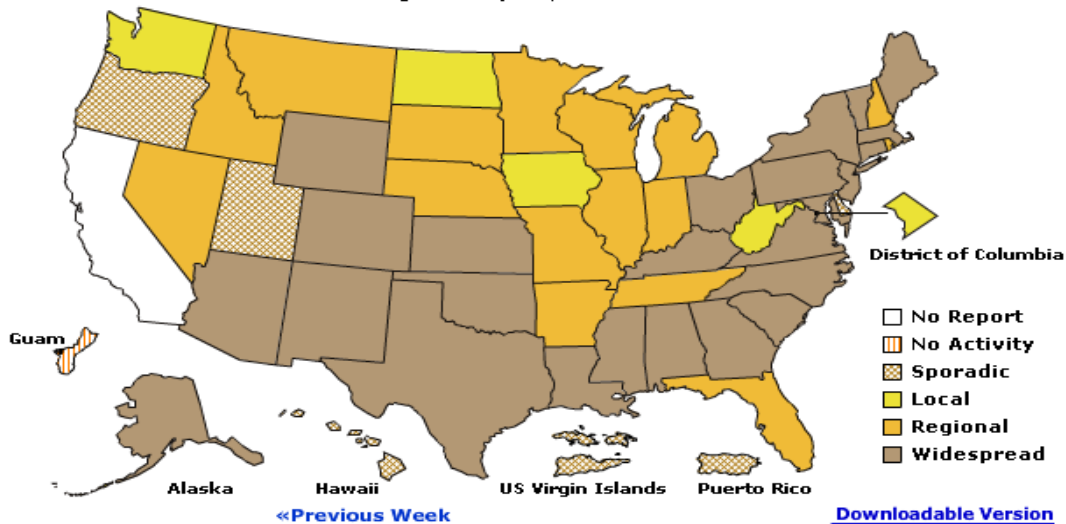 District of Columbia
No Report
Guam
No Activity
Sporadic
Local
Regional
Widespread
Alaska
Hawaii
US Virgin Islands
Puerto Rico
«Previous Week
Downloadable Version